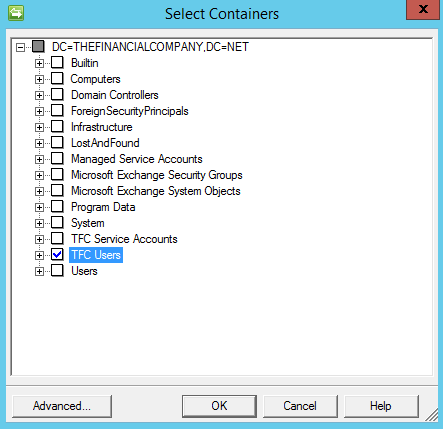 Select Containers
x
DC=THEFINANCIALCOMPANY,DC=NET
Builtin
Computers
Domain Controllers
ForeignSecurityPrincipals
Infrastructure
LostAndFound
Managed Service Accounts
Microsoft Exchange Security Groups
Microsoft Exchange System Objects
Program Data
System
TFC Service Accounts
TFC Users
Users
Advanced... OK Cancel Help